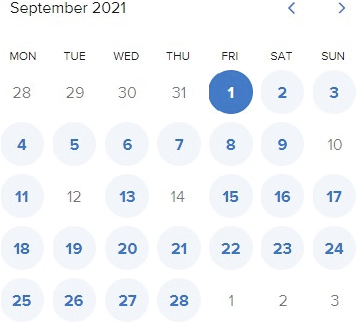 September 2021
MON TUE WED THU FRI SAT SUN
28 29 30 31 1 2 3
4 5 6 7 8 9 10
11 12 13 14 15 16 17
18 19 20 21 22 23 24
25 26 27 28 1 2 3